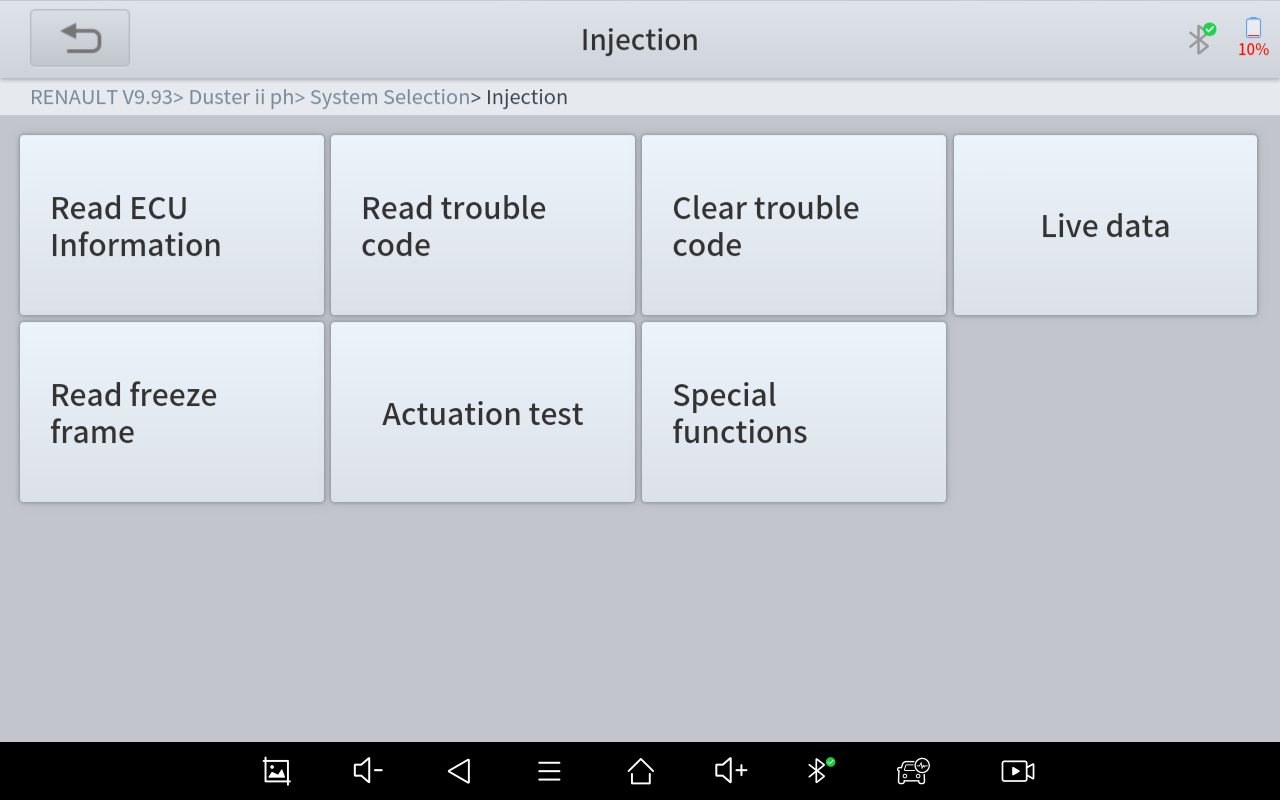 Injection
10%
RENAULT V9.93> Duster ii ph> System Selection> Injection
Read ECU
Information
Read trouble
code
Clear trouble
code
Live data
Read freeze
frame
Actuation test
Special
functions